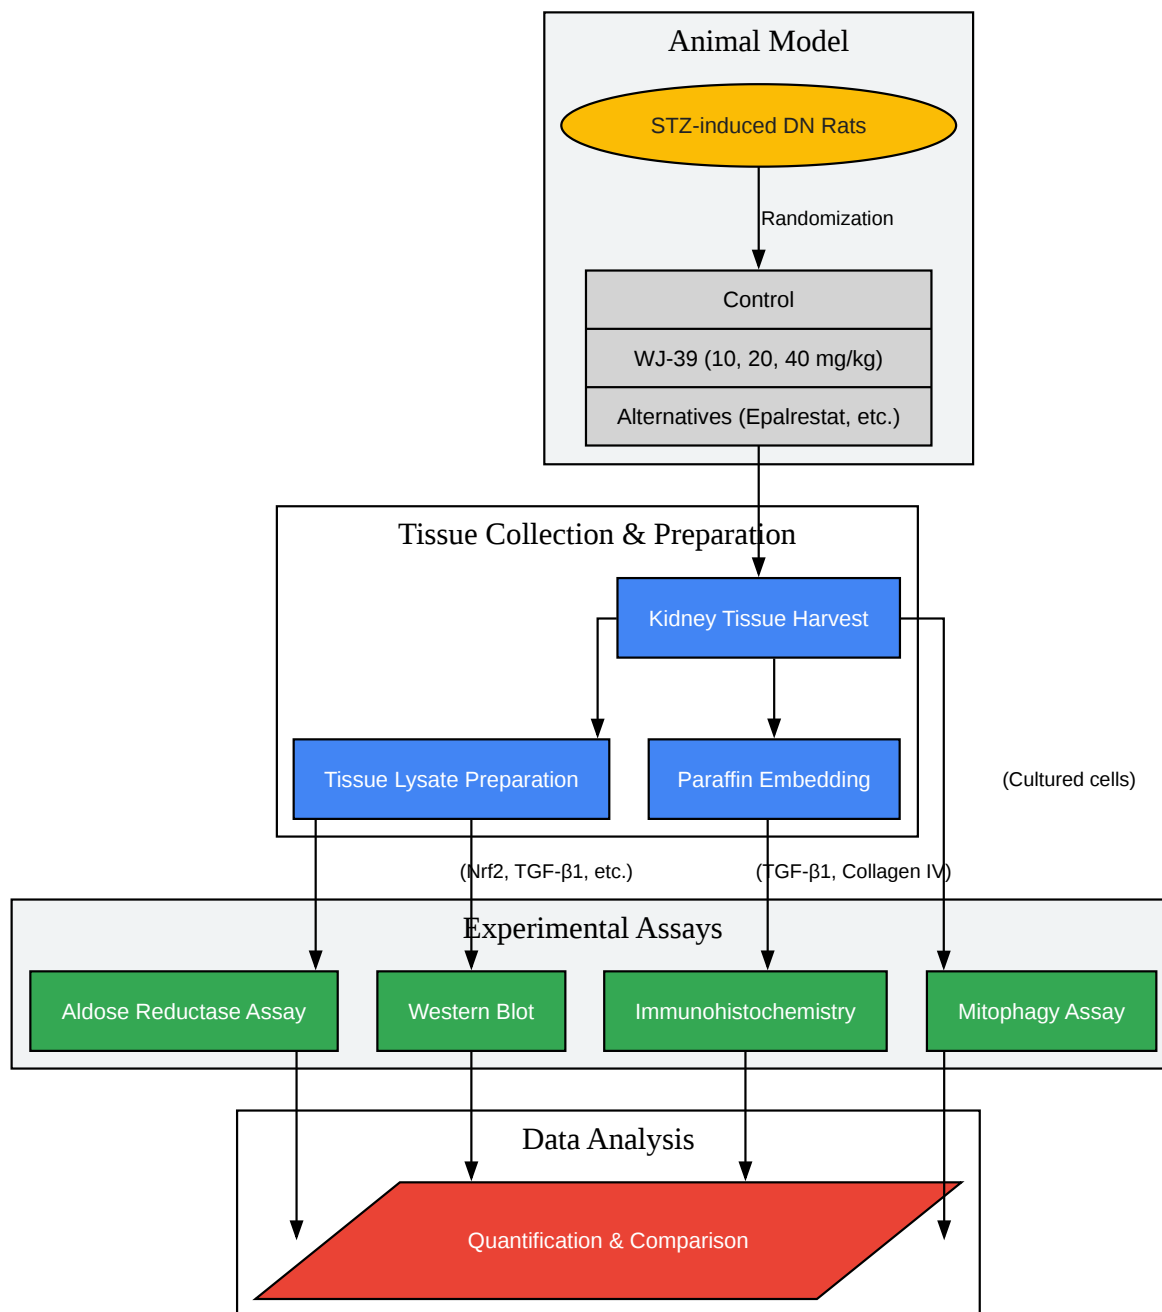 Animal Model
STZ-induced DN Rats
Randomization
Control
WJ-39 (10, 20, 40 mg/kg)
Alternatives (Epalrestat, etc.)
Tissue Collection & Preparation
Kidney Tissue Harvest
Tissue Lysate Preparation
Paraffin Embedding
(Cultured cells)
(Nrf2, TGF-β1, etc.)
(TGF-β1, Collagen IV)
Experimental Assays
Aldose Reductase Assay
Western Blot
Immunohistochemistry
Mitophagy Assay
Data Analysis
Quantification & Comparison